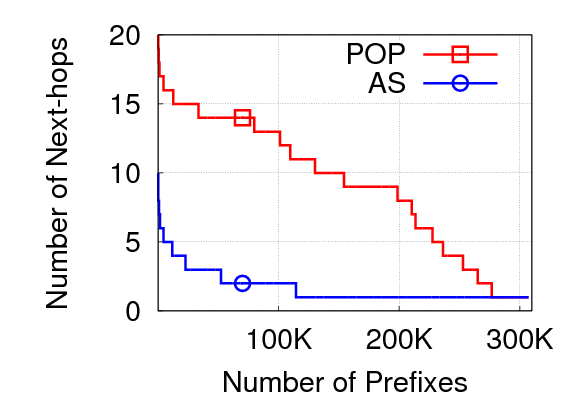 Number of Next-hops
20
15
10
5
0
POP
AS
100K
200K
300K
Number of Prefixes